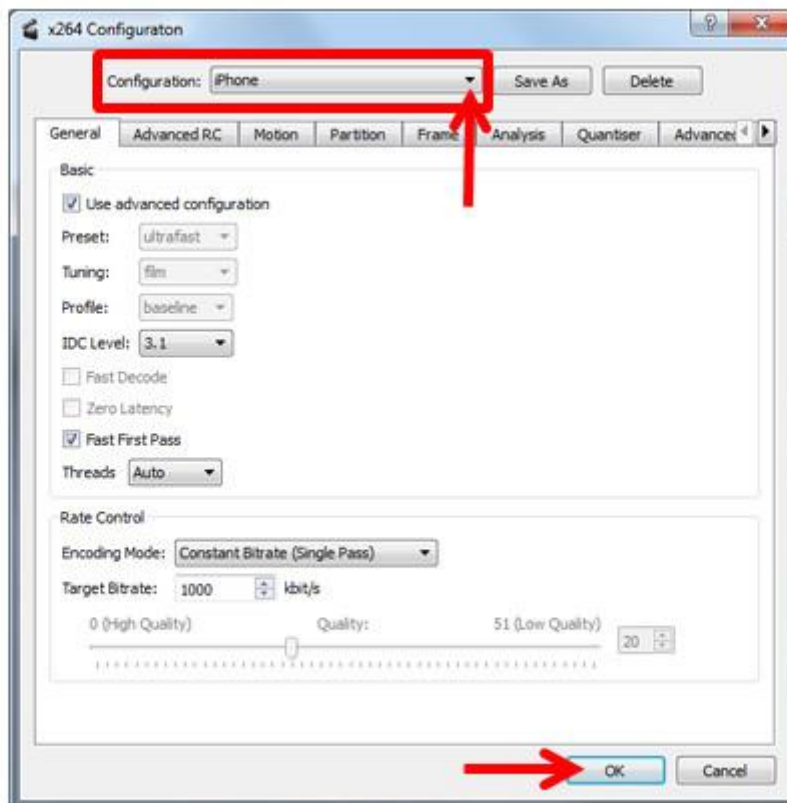 x264 Configuraton
Configuration: iPhone Save As Delete
General Advanced RC Motion Partition Frame Analysis Quantiser Advanced
Basic
Use advanced configuration
Preset: ultrafast
Tuning: film
Profile: baseline
IDC Level: 3.1
Fast Decode
Zero Latency
Fast First Pass
Threads Auto
Rate Control
Encoding Mode: Constant Bitrate (Single Pass)
Target Bitrate: 1000 kbit/s
0 (High Quality) Quality: 51 (Low Quality) 20
OK Cancel